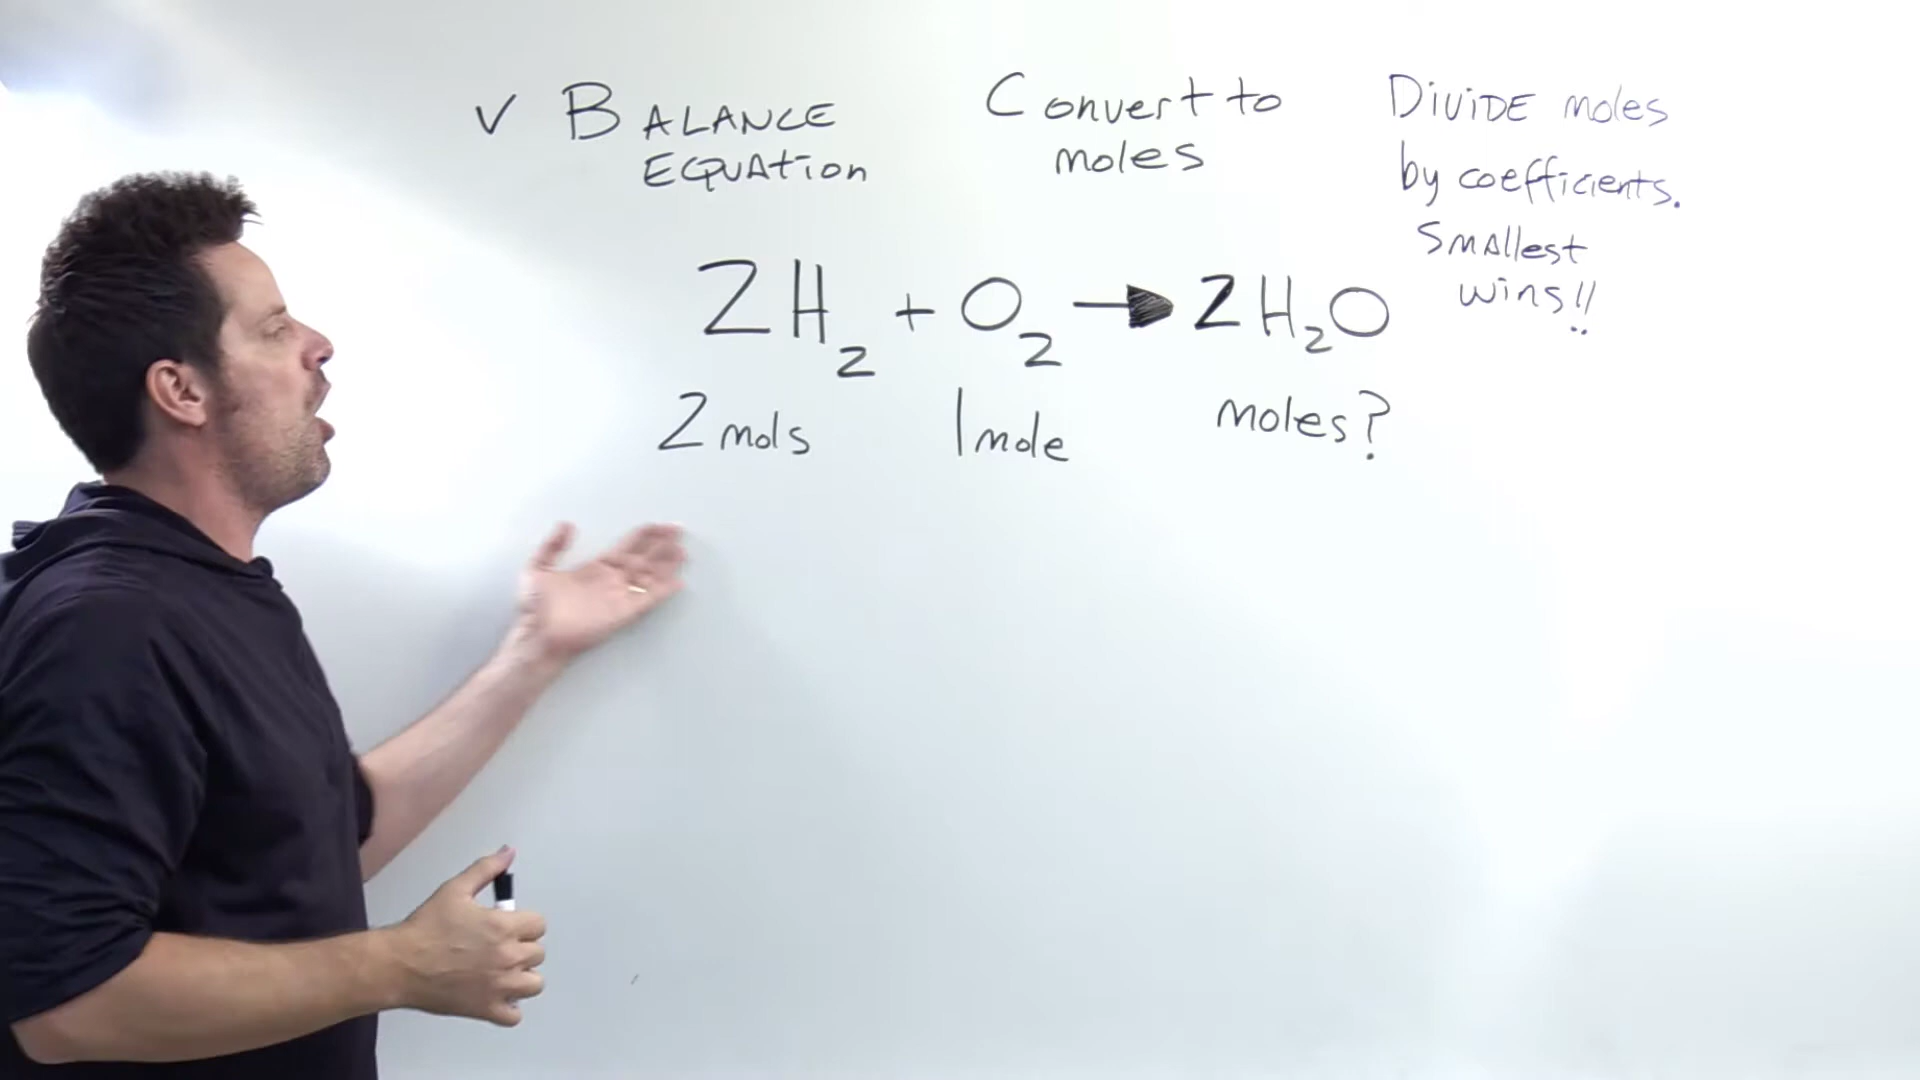 v BALANCE
EQUAtion
Convert to
moles
DiViDE moles
by coefficients.
Smallest
wins!!
2H₂ + O₂ → 2H₂O
2 mols
1 mole
moles?